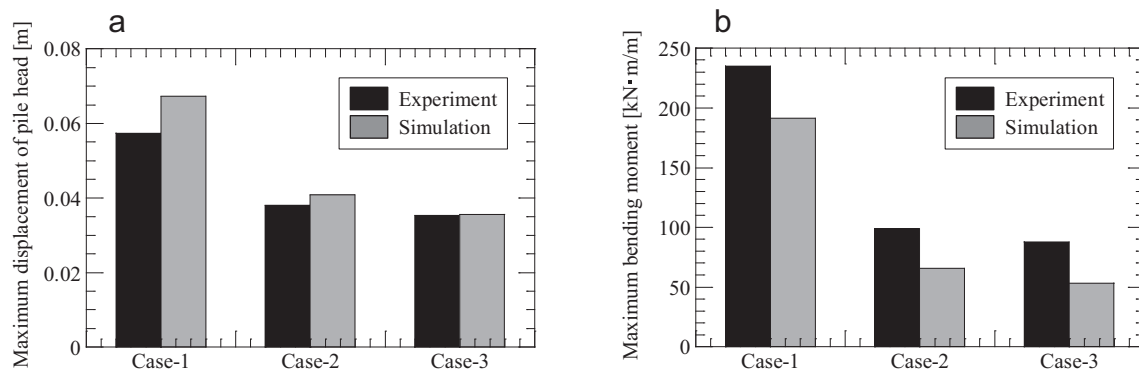 a
Maximum displacement of pile head [m]
0.08
0.06
0.04
0.02
0
Experiment
Simulation
Case-1
Case-2
Case-3
b
Maximum bending moment [kN・m/m]
250
200
150
100
50
0
Experiment
Simulation
Case-1
Case-2
Case-3